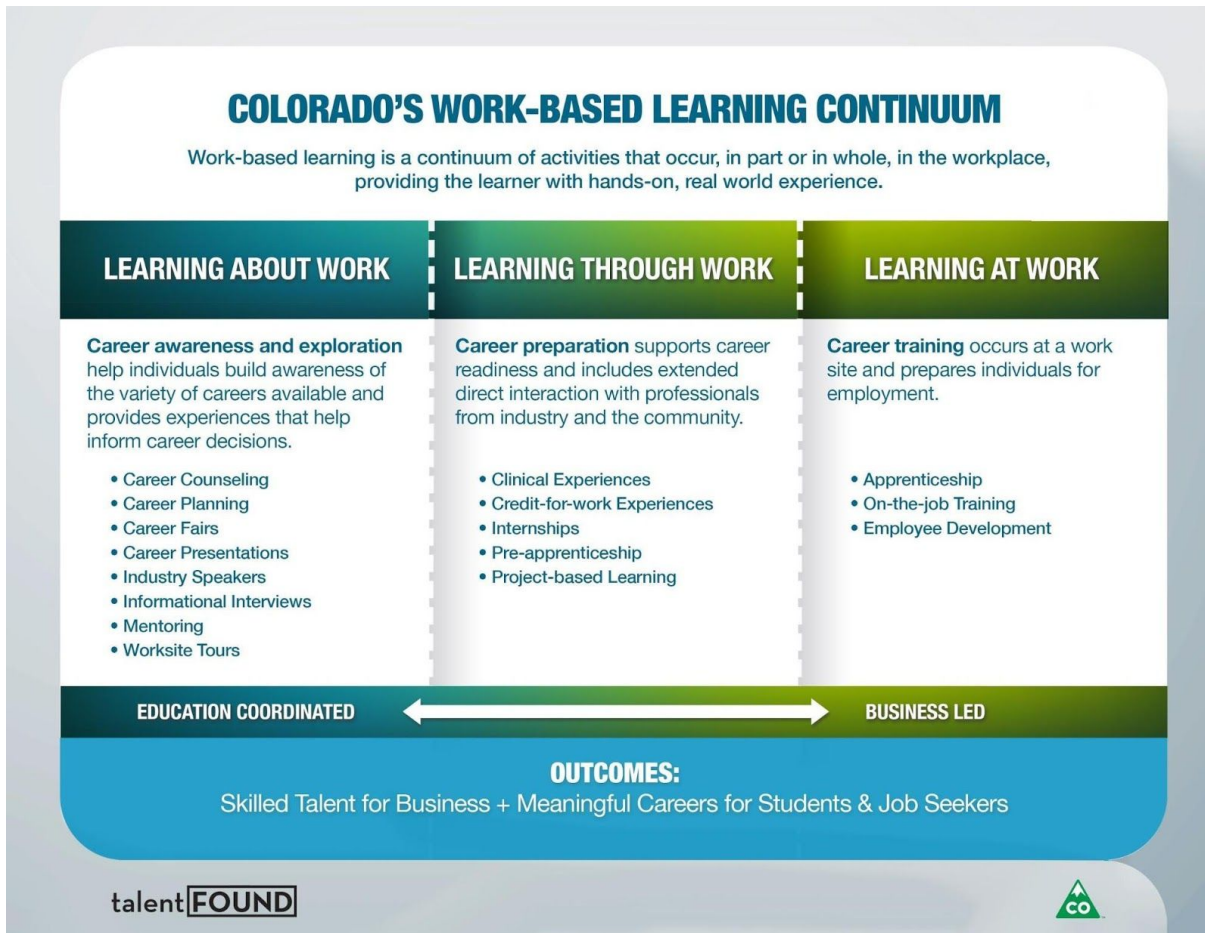 COLORADO'S WORK-BASED LEARNING CONTINUUM
Work-based learning is a continuum of activities that occur, in part or in whole, in the workplace,
providing the learner with hands-on, real world experience.
LEARNING ABOUT WORK
Career awareness and exploration
help individuals build awareness of
the variety of careers available and
provides experiences that help
inform career decisions.
• Career Counseling
• Career Planning
• Career Fairs
• Career Presentations
• Industry Speakers
• Informational Interviews
• Mentoring
• Worksite Tours
LEARNING THROUGH WORK
Career preparation supports career
readiness and includes extended
direct interaction with professionals
from industry and the community.
• Clinical Experiences
• Credit-for-work Experiences
• Internships
• Pre-apprenticeship
• Project-based Learning
LEARNING AT WORK
Career training occurs at a work
site and prepares individuals for
employment.
• Apprenticeship
• On-the-job Training
• Employee Development
EDUCATION COORDINATED
BUSINESS LED
OUTCOMES:
Skilled Talent for Business + Meaningful Careers for Students & Job Seekers
talentFOUND
CO